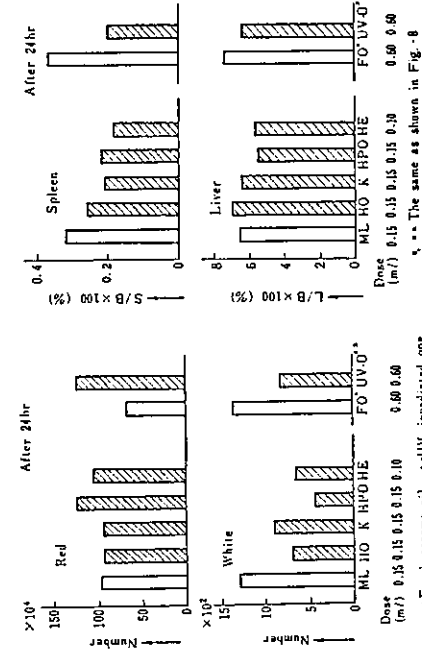 ×10⁴
After 24hr
150
100
50
0
Red
Number
×10²
15
10
5
0
White
Number
ML HO K HPO HE FO* UV-O**
Dose
(ml) 0.15 0.15 0.15 0.15 0.10 0.60 0.60
After 24hr
0.4
0.2
0
Spleen
S/B×100 (%)
8
6
4
2
0
Liver
L/B×100 (%)
ML HO K HPO HE FO* UV-O**
Dose
(ml) 0.15 0.15 0.15 0.15 0.10 0.60 0.60
*, ** The same as shown in Fig.-8